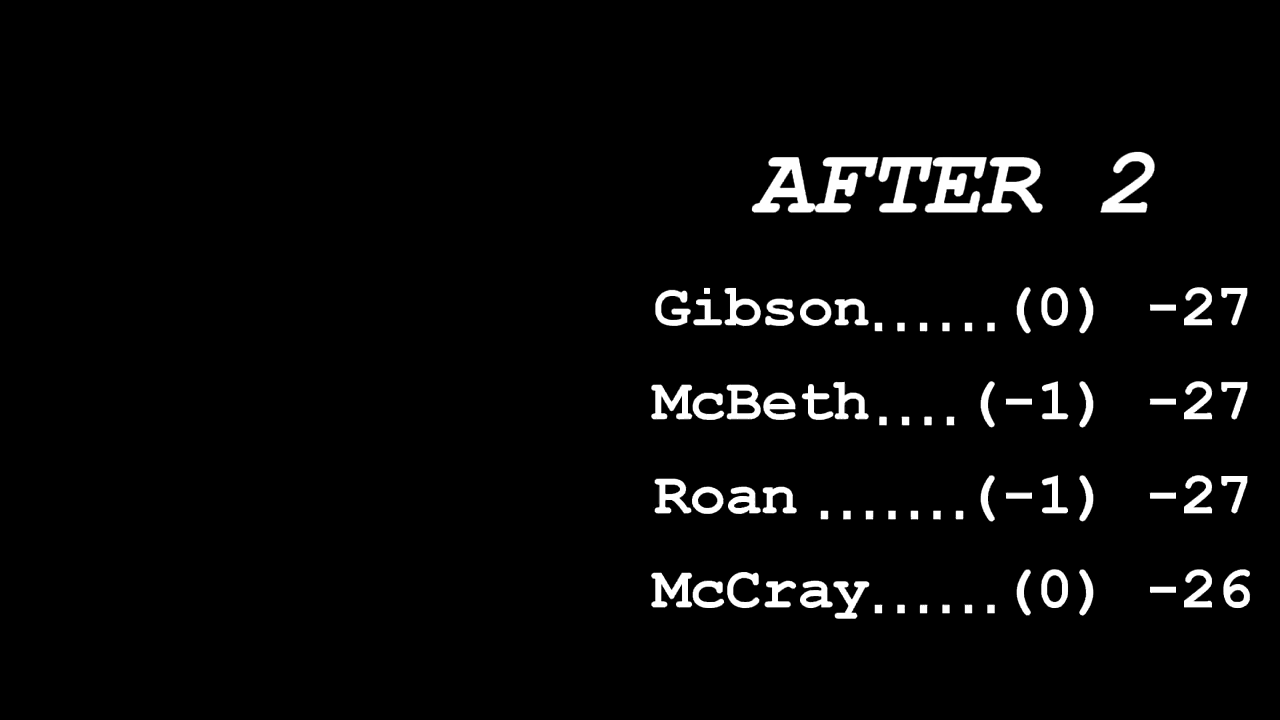 AFTER 2
Gibson......(0) -27
McBeth....(-1) -27
Roan .......(-1) -27
McCray......(0) -26